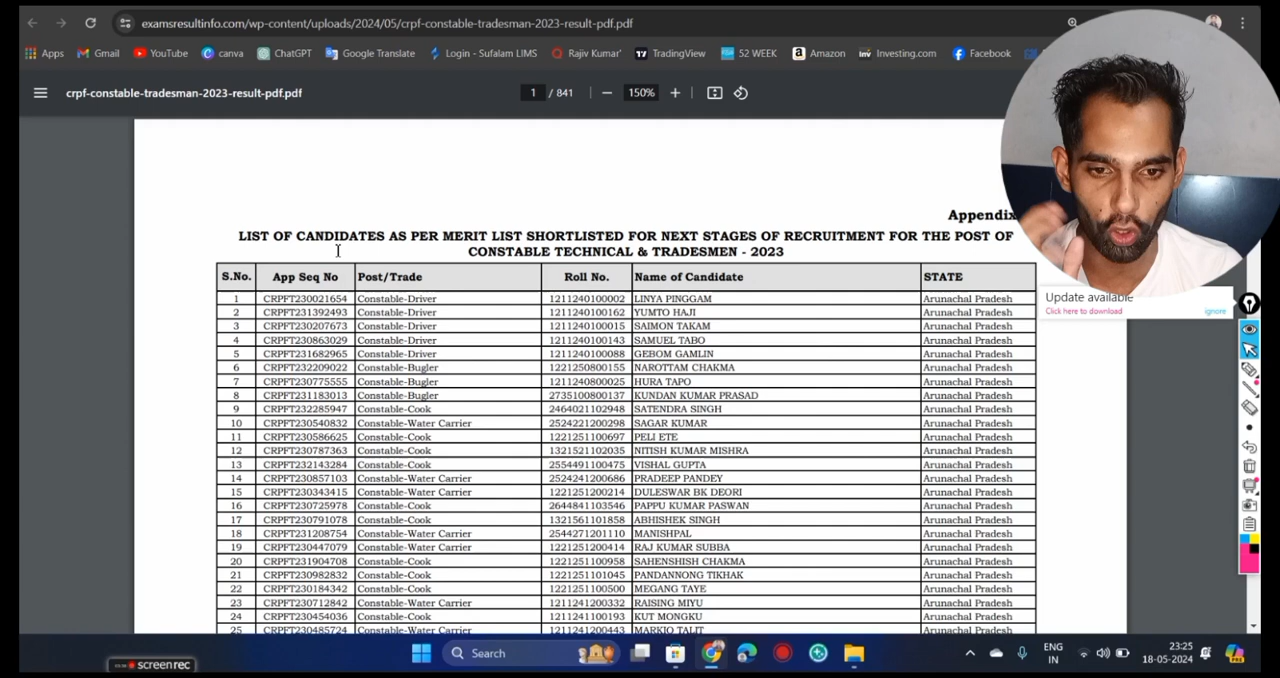 examsresultinfo.com/wp-content/uploads/2024/05/crpf-constable-tradesman-2023-result-pdf.pdf
Apps Gmail YouTube canva ChatGPT Google Translate Login - Sufalam LIMS Rajiv Kumar' TradingView 52 WEEK Amazon Investing.com Facebook
crpf-constable-tradesman-2023-result-pdf.pdf 1 / 841 150%
Appendix
LIST OF CANDIDATES AS PER MERIT LIST SHORTLISTED FOR NEXT STAGES OF RECRUITMENT FOR THE POST OF
CONSTABLE TECHNICAL & TRADESMEN - 2023
S.No. App Seq No Post/Trade Roll No. Name of Candidate STATE
1 CRPFT230021654 Constable-Driver 1211240100002 LINYA PINGGAM Arunachal Pradesh
2 CRPFT231392493 Constable-Driver 1211240100162 YUMTO HAJI Arunachal Pradesh
3 CRPFT230207673 Constable-Driver 1211240100015 SAIMON TAKAM Arunachal Pradesh
4 CRPFT230863029 Constable-Driver 1211240100143 SAMUEL TABO Arunachal Pradesh
5 CRPFT231682965 Constable-Driver 1211240100088 GEBOM GAMLIN Arunachal Pradesh
6 CRPFT232209022 Constable-Bugler 1221250800155 NAROTTAM CHAKMA Arunachal Pradesh
7 CRPFT230775555 Constable-Bugler 1211240800025 HURA TAPO Arunachal Pradesh
8 CRPFT231183013 Constable-Bugler 2735100800137 KUNDAN KUMAR PRASAD Arunachal Pradesh
9 CRPFT232285947 Constable-Cook 2464021102948 SATENDRA SINGH Arunachal Pradesh
10 CRPFT230540832 Constable-Water Carrier 2524221200298 SAGAR KUMAR Arunachal Pradesh
11 CRPFT230586625 Constable-Cook 1221251100697 PELI ETE Arunachal Pradesh
12 CRPFT230787363 Constable-Cook 1321521102035 NITISH KUMAR MISHRA Arunachal Pradesh
13 CRPFT232143284 Constable-Cook 2554491100475 VISHAL GUPTA Arunachal Pradesh
14 CRPFT230857103 Constable-Water Carrier 2524241200686 PRADEEP PANDEY Arunachal Pradesh
15 CRPFT230343415 Constable-Water Carrier 1221251200214 DULESWAR BK DEORI Arunachal Pradesh
16 CRPFT230725978 Constable-Cook 2644841103546 PAPPU KUMAR PASWAN Arunachal Pradesh
17 CRPFT230791078 Constable-Cook 1321561101858 ABHISHEK SINGH Arunachal Pradesh
18 CRPFT231208754 Constable-Water Carrier 2544271201110 MANISHPAL Arunachal Pradesh
19 CRPFT230447079 Constable-Water Carrier 1221251200414 RAJ KUMAR SUBBA Arunachal Pradesh
20 CRPFT231904708 Constable-Cook 1221251100958 SAHENSHISH CHAKMA Arunachal Pradesh
21 CRPFT230982832 Constable-Cook 1221251101045 PANDANNONG TIKHAK Arunachal Pradesh
22 CRPFT230184342 Constable-Cook 1221251100500 MEGANG TAYE Arunachal Pradesh
23 CRPFT230712842 Constable-Water Carrier 1211241200332 RAISING MIYU Arunachal Pradesh
24 CRPFT230454036 Constable-Cook 1211241100193 KUT MONGKU Arunachal Pradesh
25 CRPFT230485724 Constable-Water Carrier 1211241200443 MARKIO TALIT Arunachal Pradesh
Update available
Click here to download ignore
Search
ENG
IN
23:25
18-05-2024
PRE
screenrec